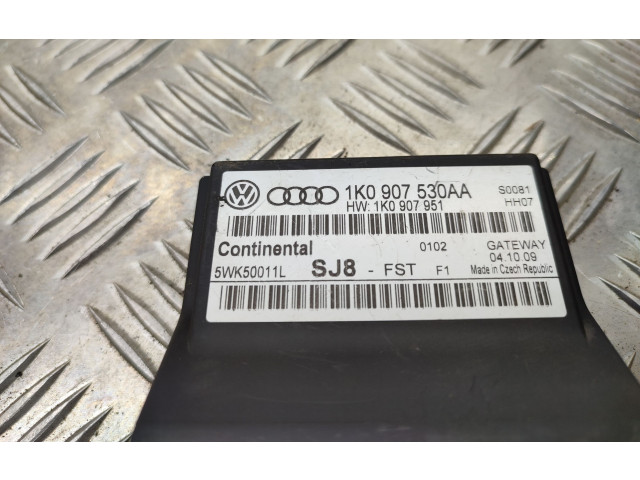 1K0 907 530AA S0081
HW: 1K0 907 951 HH07
Continental 0102 GATEWAY
04.10.09
5WK50011L SJ8 - FST F1 Made in Czech Republic